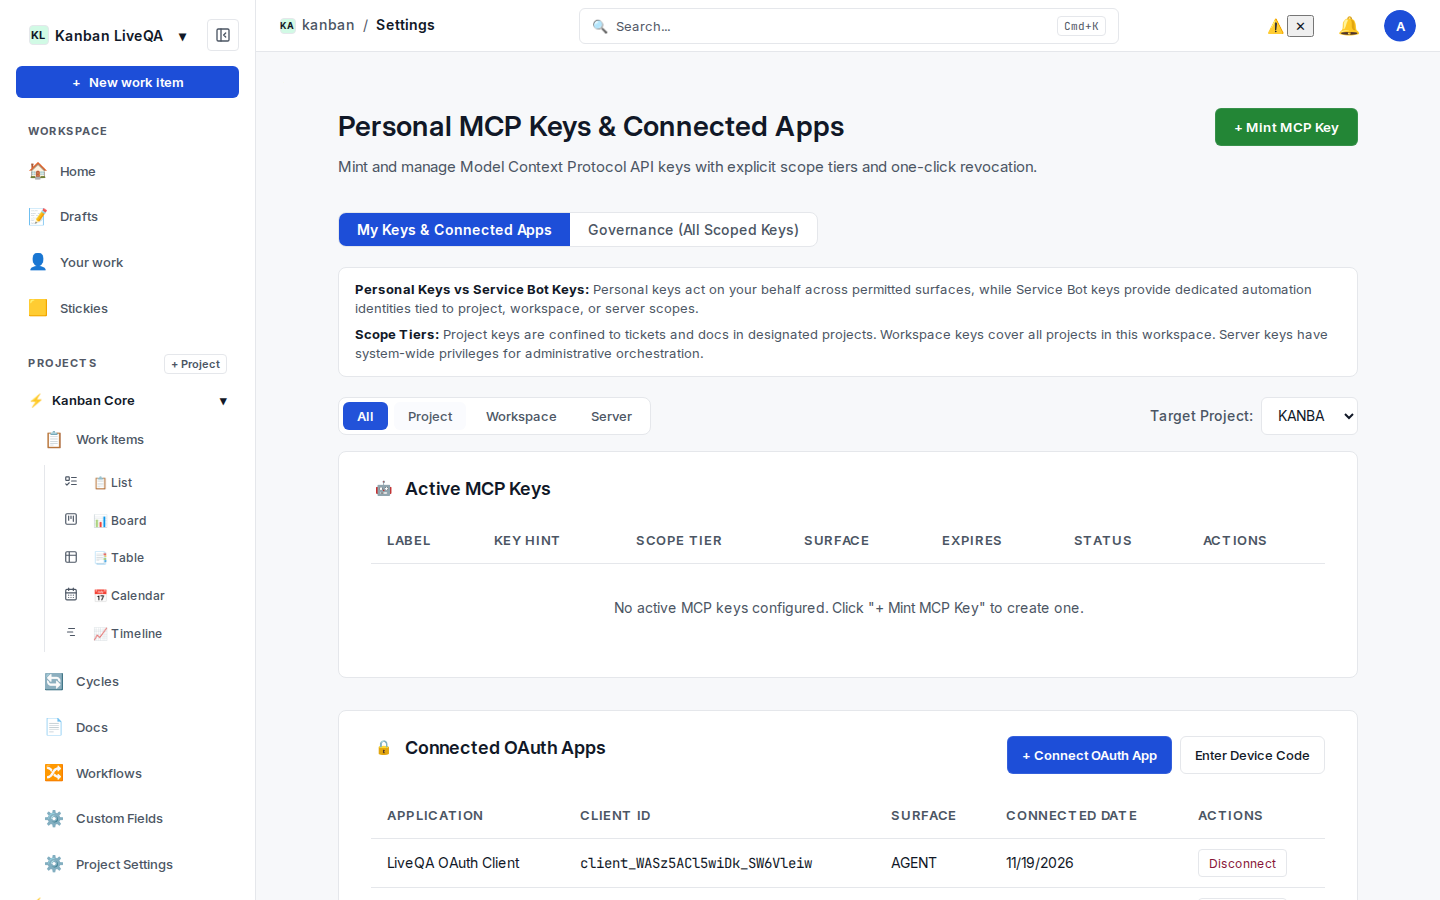 KL Kanban LiveQA ▾
+ New work item
WORKSPACE
Home
Drafts
Your work
Stickies
PROJECTS
+ Project
Kanban Core ▾
Work Items
List
Board
Table
Calendar
Timeline
Cycles
Docs
Workflows
Custom Fields
Project Settings
KA kanban / Settings
Search...
Cmd+K
✕
A
Personal MCP Keys & Connected Apps
+ Mint MCP Key
Mint and manage Model Context Protocol API keys with explicit scope tiers and one-click revocation.
My Keys & Connected Apps
Governance (All Scoped Keys)
Personal Keys vs Service Bot Keys: Personal keys act on your behalf across permitted surfaces, while Service Bot keys provide dedicated automation
identities tied to project, workspace, or server scopes.
Scope Tiers: Project keys are confined to tickets and docs in designated projects. Workspace keys cover all projects in this workspace. Server keys have
system-wide privileges for administrative orchestration.
All
Project
Workspace
Server
Target Project:
KANBA
Active MCP Keys
LABEL KEY HINT SCOPE TIER SURFACE EXPIRES STATUS ACTIONS
No active MCP keys configured. Click "+ Mint MCP Key" to create one.
Connected OAuth Apps
+ Connect OAuth App
Enter Device Code
APPLICATION CLIENT ID SURFACE CONNECTED DATE ACTIONS
LiveQA OAuth Client client_WASz5ACl5wiDk_SW6Vleiw AGENT 11/19/2026 Disconnect